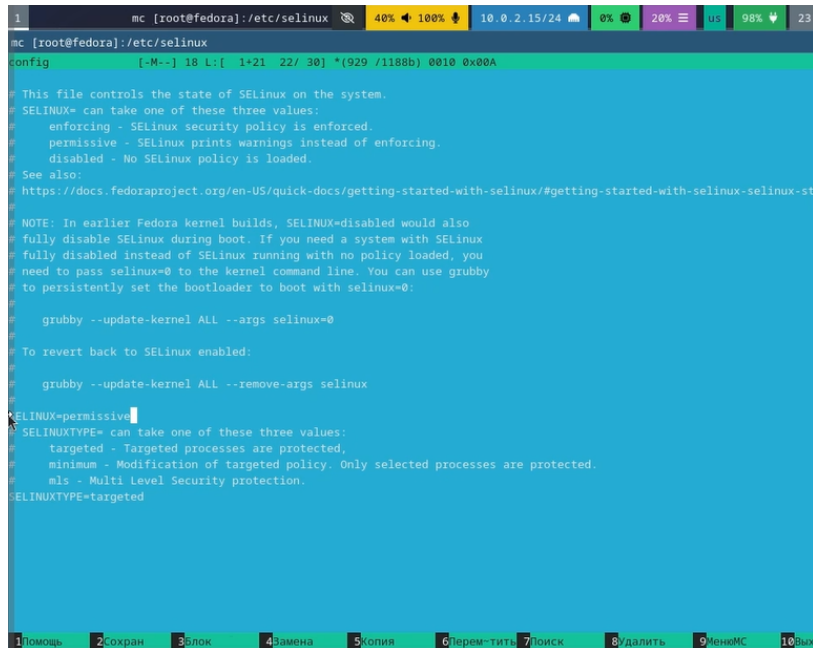 1 mc [root@fedora]:/etc/selinux 40% 100% 10.0.2.15/24 0% 20% us 98% 23
mc [root@fedora]:/etc/selinux
config [-M--] 18 L:[ 1+21 22/ 30] *(929 /1188b) 0010 0x00A
# This file controls the state of SELinux on the system.
# SELINUX= can take one of these three values:
# enforcing - SELinux security policy is enforced.
# permissive - SELinux prints warnings instead of enforcing.
# disabled - No SELinux policy is loaded.
# See also:
# https://docs.fedoraproject.org/en-US/quick-docs/getting-started-with-selinux/#getting-started-with-selinux-selinux-st
#
# NOTE: In earlier Fedora kernel builds, SELINUX=disabled would also
# fully disable SELinux during boot. If you need a system with SELinux
# fully disabled instead of SELinux running with no policy loaded, you
# need to pass selinux=0 to the kernel command line. You can use grubby
# to persistently set the bootloader to boot with selinux=0:
#
# grubby --update-kernel ALL --args selinux=0
#
# To revert back to SELinux enabled:
#
# grubby --update-kernel ALL --remove-args selinux
#
SELINUX=permissive
# SELINUXTYPE= can take one of these three values:
# targeted - Targeted processes are protected,
# minimum - Modification of targeted policy. Only selected processes are protected.
# mls - Multi Level Security protection.
SELINUXTYPE=targeted
1Помощь 2Сохран 3Блок 4Замена 5Копия 6Перем~тить 7Поиск 8Удалить 9МенюMC 10Вых